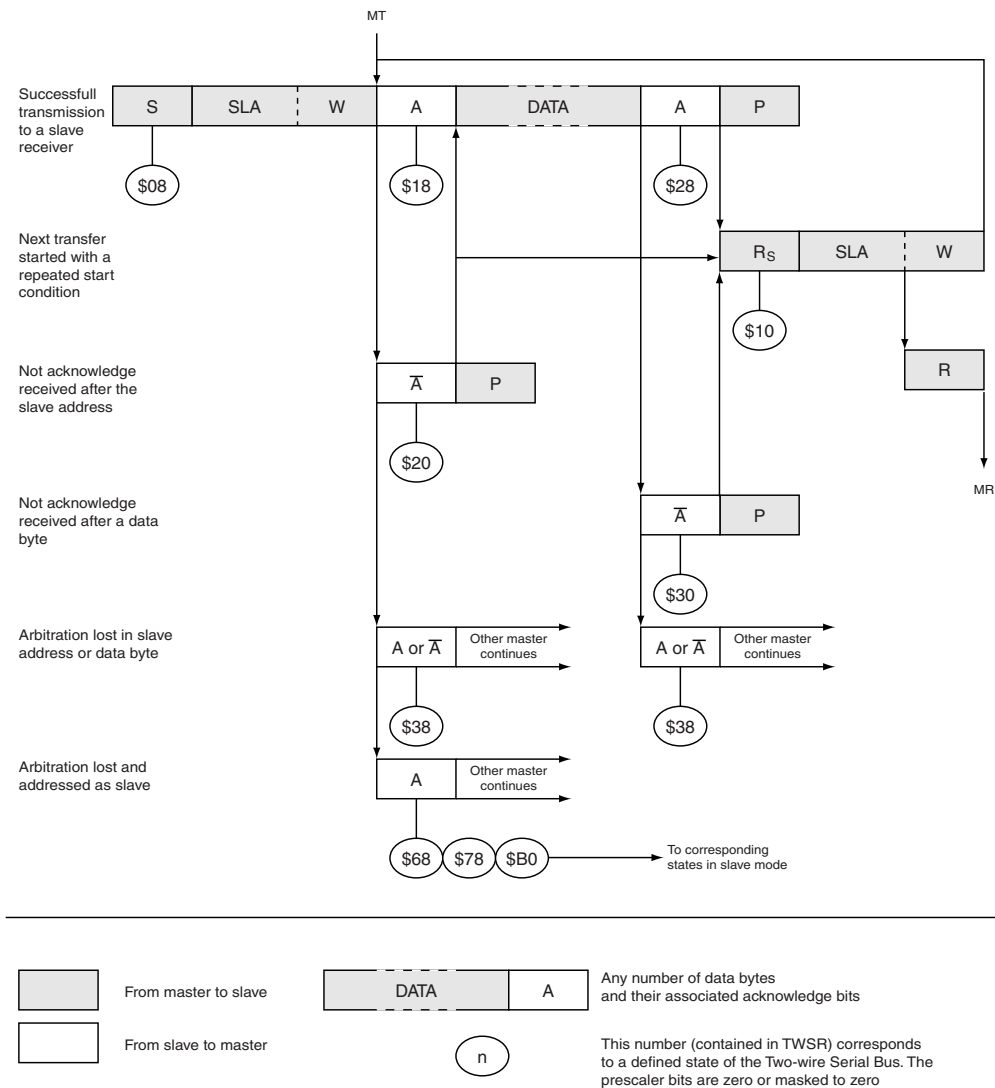 MT
Successfull
transmission
to a slave
receiver
S SLA W A DATA A P
$08 $18 $28
Next transfer
started with a
repeated start
condition
RS SLA W
$10
Not acknowledge
received after the
slave address
A̅ P
R
$20
MR
Not acknowledge
received after a data
byte
A̅ P
$30
Arbitration lost in slave
address or data byte
A or A̅ Other master
continues
A or A̅ Other master
continues
$38 $38
Arbitration lost and
addressed as slave
A Other master
continues
$68 $78 $B0
To corresponding
states in slave mode
From master to slave
DATA A
Any number of data bytes
and their associated acknowledge bits
From slave to master
n
This number (contained in TWSR) corresponds
to a defined state of the Two-wire Serial Bus. The
prescaler bits are zero or masked to zero